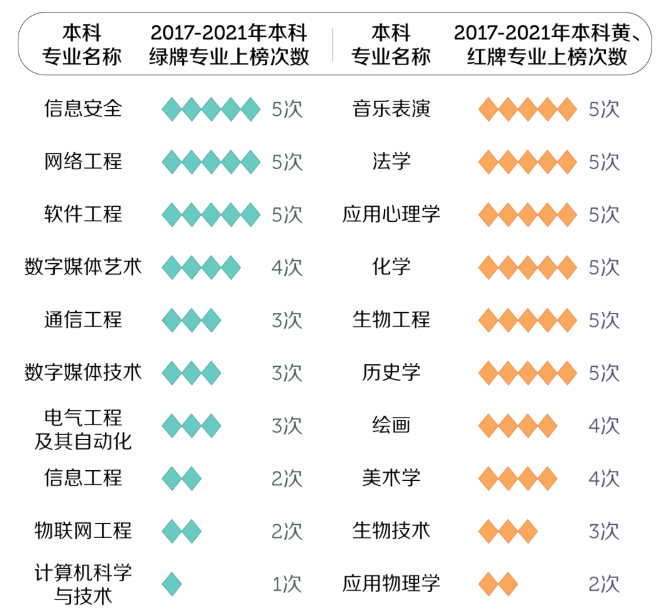 本科
专业名称
2017-2021年本科
绿牌专业上榜次数
本科
专业名称
2017-2021年本科黄、
红牌专业上榜次数
信息安全 5次 音乐表演 5次
网络工程 5次 法学 5次
软件工程 5次 应用心理学 5次
数字媒体艺术 4次 化学 5次
通信工程 3次 生物工程 5次
数字媒体技术 3次 历史学 5次
电气工程
及其自动化 3次 绘画 4次
信息工程 2次 美术学 4次
物联网工程 2次 生物技术 3次
计算机科学
与技术 1次 应用物理学 2次